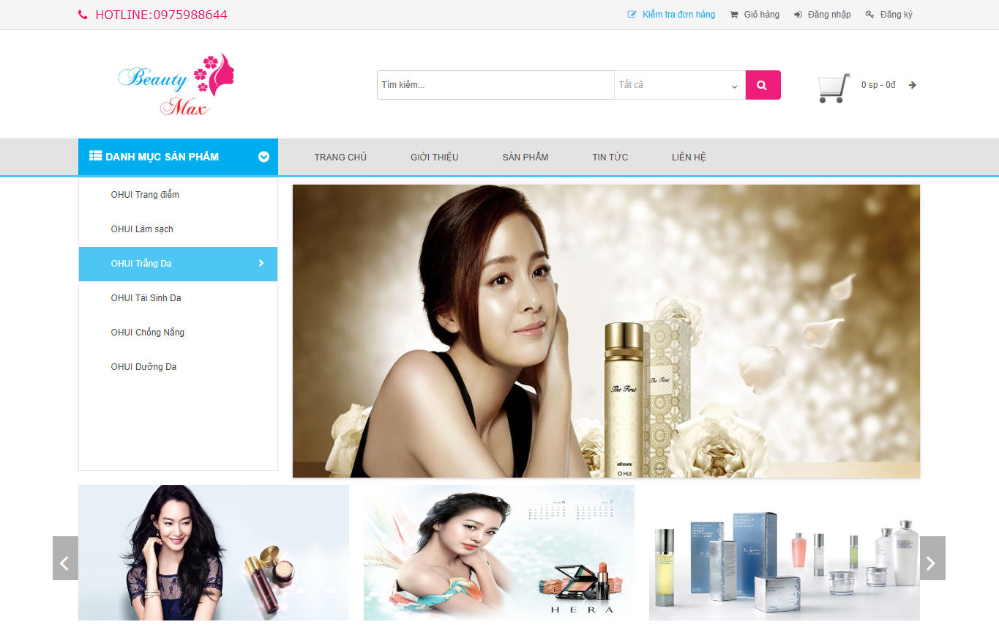 HOTLINE:0975988644
Kiểm tra đơn hàng
Giỏ hàng
Đăng nhập
Đăng ký
Beauty
Max
Tìm kiếm...
Tất cả
0 sp - 0đ
DANH MỤC SẢN PHẨM
TRANG CHỦ
GIỚI THIỆU
SẢN PHẨM
TIN TỨC
LIÊN HỆ
OHUI Trang điểm
OHUI Làm sạch
OHUI Trắng Da
OHUI Tái Sinh Da
OHUI Chống Nắng
OHUI Dưỡng Da
The First
The First
cell source
O HUI
HERA